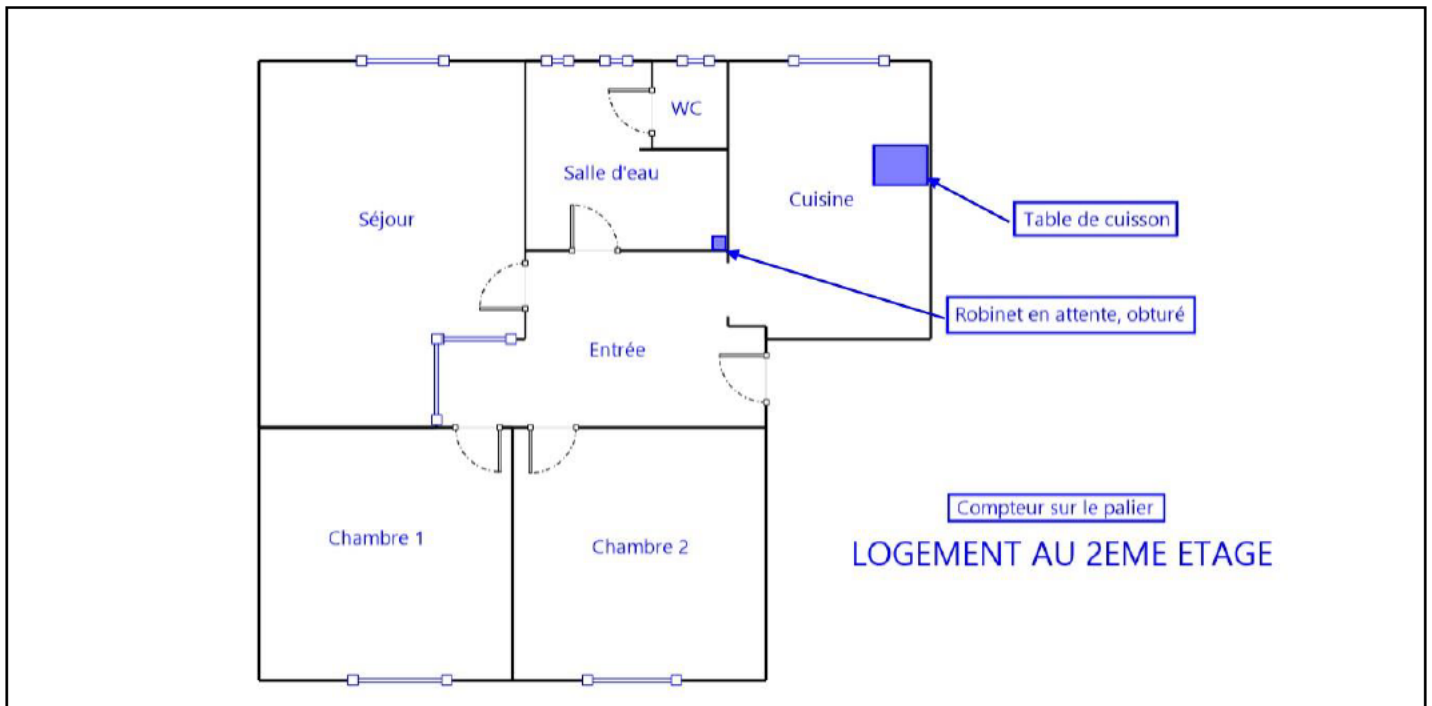 WC
Salle d'eau
Cuisine
Séjour
Table de cuisson
Robinet en attente, obturé
Entrée
Compteur sur le palier
LOGEMENT AU 2EME ETAGE
Chambre 1
Chambre 2